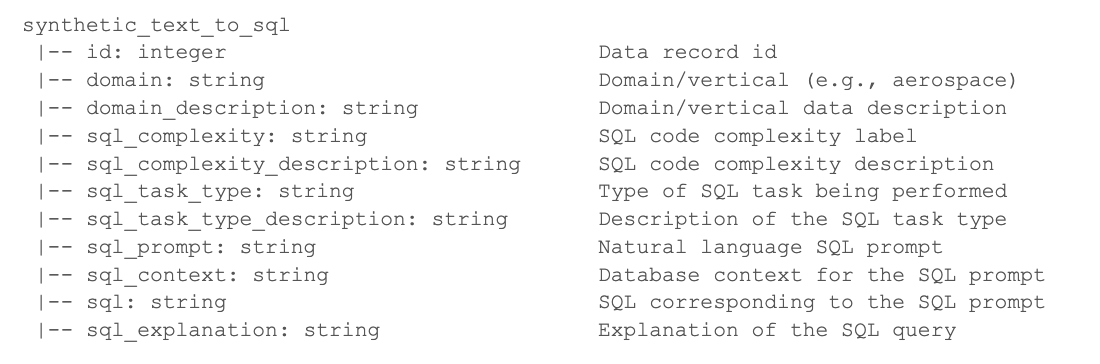 synthetic_text_to_sql
|-- id: integer Data record id
|-- domain: string Domain/vertical (e.g., aerospace)
|-- domain_description: string Domain/vertical data description
|-- sql_complexity: string SQL code complexity label
|-- sql_complexity_description: string SQL code complexity description
|-- sql_task_type: string Type of SQL task being performed
|-- sql_task_type_description: string Description of the SQL task type
|-- sql_prompt: string Natural language SQL prompt
|-- sql_context: string Database context for the SQL prompt
|-- sql: string SQL corresponding to the SQL prompt
|-- sql_explanation: string Explanation of the SQL query